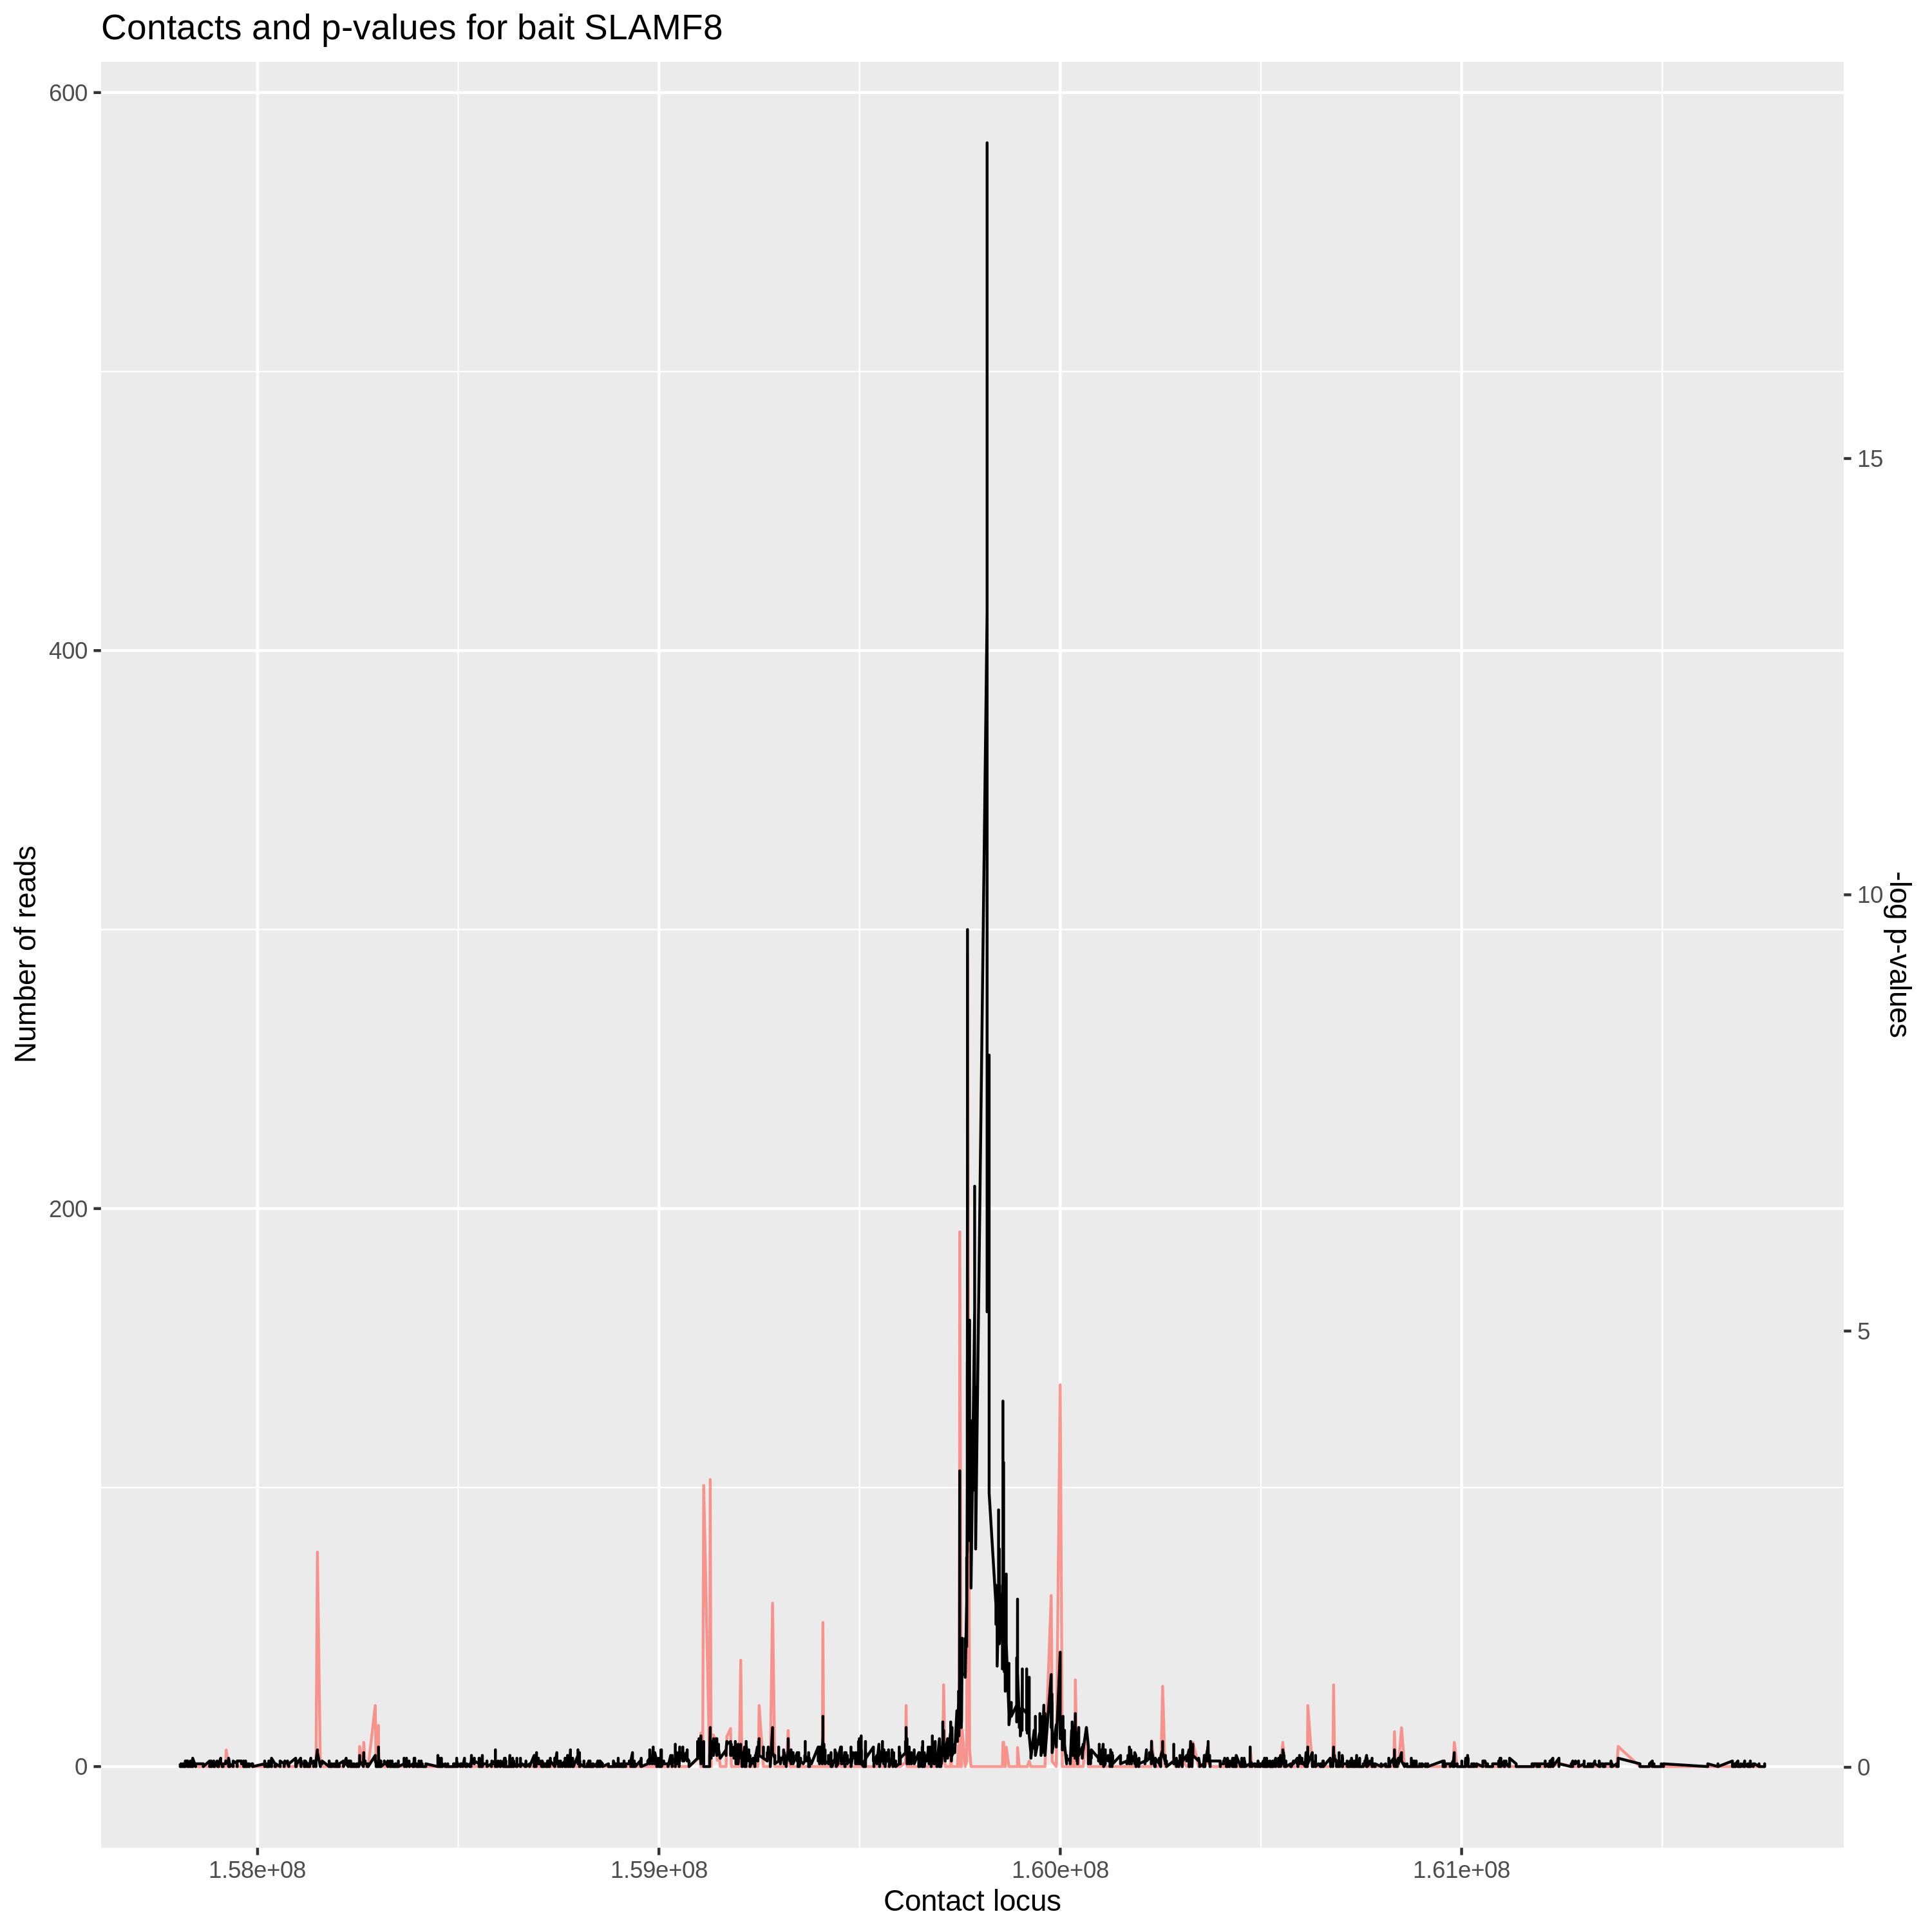 Contacts and p-values for bait SLAMF8
600
400
200
0
Number of reads
15
10
5
0
-log p-values
1.58e+08 1.59e+08 1.60e+08 1.61e+08
Contact locus